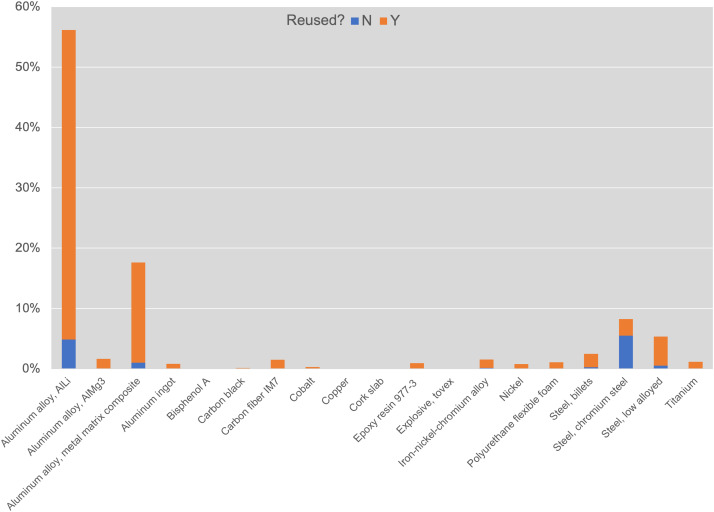 60%
Reused? N Y
50%
40%
30%
20%
10%
0%
Aluminum alloy, AlLi
Aluminum alloy, AlMg3
Aluminum alloy, metal matrix composite
Aluminum ingot
Bisphenol A
Carbon black
Carbon fiber IM7
Cobalt
Copper
Cork slab
Epoxy resin 977-3
Explosive, tovex
Iron-nickel-chromium alloy
Nickel
Polyurethane flexible foam
Steel, billets
Steel, chromium steel
Steel, low alloyed
Titanium